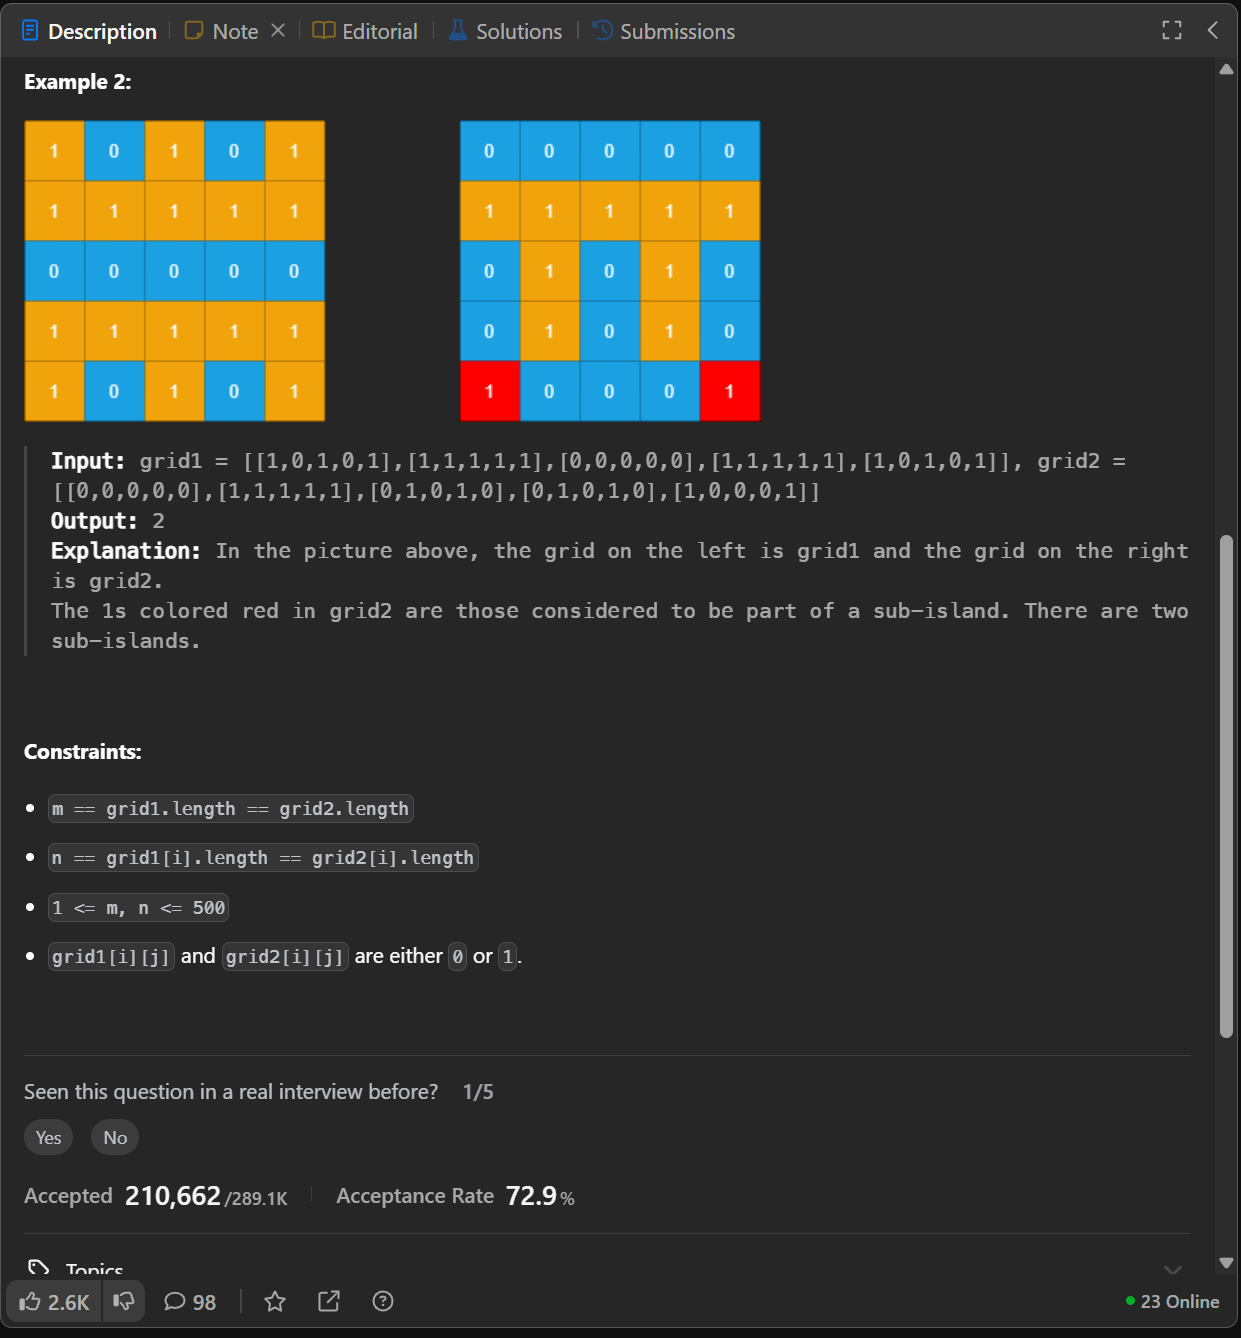 Description Note Editorial Solutions Submissions
Example 2:
1 0 1 0 1
1 1 1 1 1
0 0 0 0 0
1 1 1 1 1
1 0 1 0 1
0 0 0 0 0
1 1 1 1 1
0 1 0 1 0
0 1 0 1 0
1 0 0 0 1
Input: grid1 = [[1,0,1,0,1],[1,1,1,1,1],[0,0,0,0,0],[1,1,1,1,1],[1,0,1,0,1]], grid2 =
[[0,0,0,0,0],[1,1,1,1,1],[0,1,0,1,0],[0,1,0,1,0],[1,0,0,0,1]]
Output: 2
Explanation: In the picture above, the grid on the left is grid1 and the grid on the right
is grid2.
The 1s colored red in grid2 are those considered to be part of a sub-island. There are two
sub-islands.
Constraints:
m == grid1.length == grid2.length
n == grid1[i].length == grid2[i].length
1 <= m, n <= 500
grid1[i][j] and grid2[i][j] are either 0 or 1.
Seen this question in a real interview before? 1/5
Yes No
Accepted 210,662/289.1K Acceptance Rate 72.9%
Topics
2.6K 98 23 Online